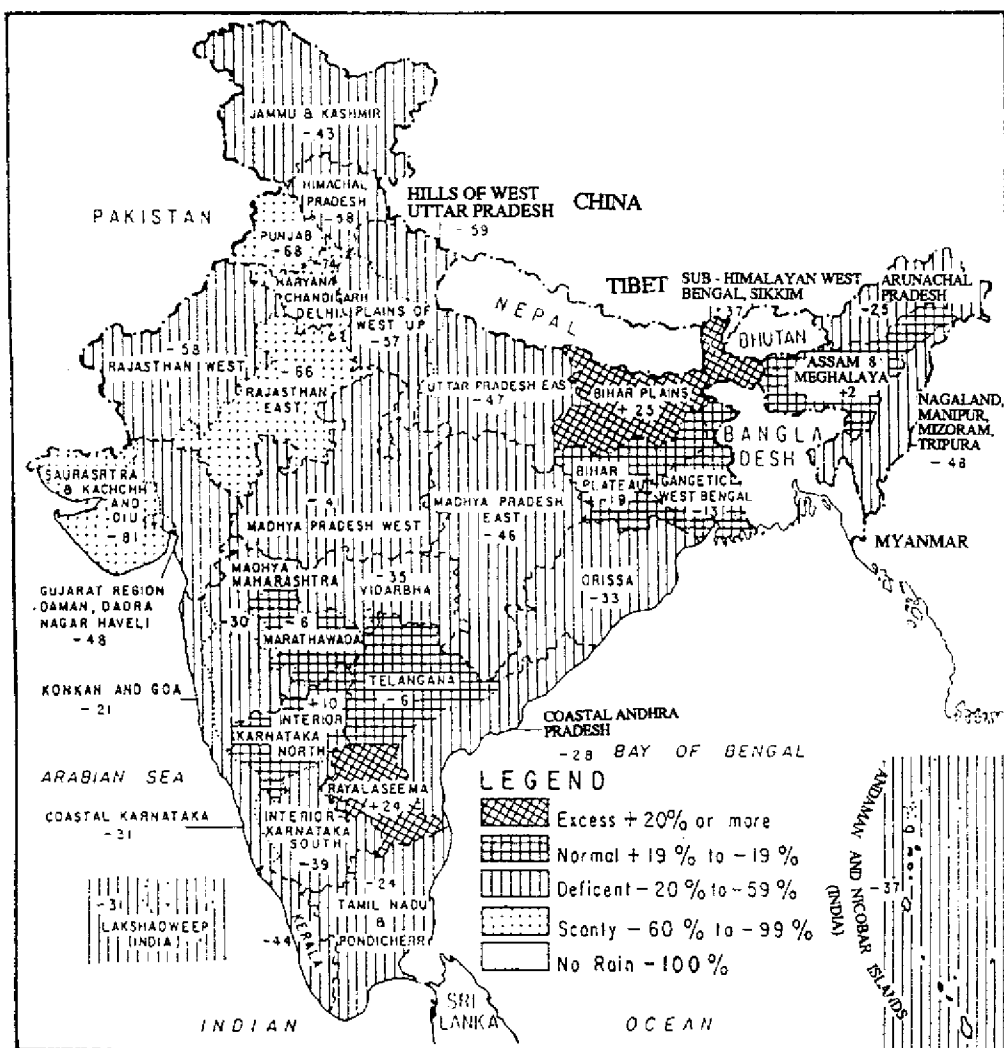 JAMMU & KASHMIR
-43
HIMACHAL
PRADESH
-58
HILLS OF WEST
UTTAR PRADESH
-59
CHINA
PAKISTAN
PUNJAB
-68
-74
HARYANA
CHANDIGARH
DELHI
PLAINS OF
WEST UP
-57
TIBET
SUB - HIMALAYAN WEST
BENGAL, SIKKIM
37
ARUNACHAL
PRADESH
-25
NEPAL
BHUTAN
-58
RAJASTHAN WEST
-66
RAJASTHAN
EAST
UTTAR PRADESH EAS
-47
BIHAR PLAINS
+ 25
ASSAM &
MEGHALAYA
+2
NAGALAND,
MANIPUR,
MIZORAM,
TRIPURA
-48
BANGLA
DESH
SAURASRTRA
& KACHCHH
AND
DIU
-81
BIHAR
PLATEAU
-19
GANGETIC
WEST BENGAL
-13
-41
MADHYA PRADESH WEST
MADHYA PRADESH
EAST
-46
MYANMAR
GUJARAT REGION
DAMAN, DADRA
NAGAR HAVELI
-48
MADHYA
MAHARASHTRA
-30
-35
VIDARBHA
ORISSA
-33
-6
MARATHAWADA
KONKAN AND GOA
-21
TELANGANA
-6
+10
INTERIOR
KARNATAKA
NORTH
COASTAL ANDHRA
PRADESH
-28
BAY OF BENGAL
ARABIAN SEA
RAYALASEEMA
+24
COASTAL KARNATAKA
-31
INTERIOR
KARNATAKA
SOUTH
-39
-24
TAMIL NADU
&
PONDICHERR
KERALA
-44
-31
LAKSHADWEEP
(INDIA)
LEGEND
Excess + 20% or more
Normal +19 % to -19 %
Deficent -20 % to -59 %
Scanty -60 % to -99 %
No Rain -100 %
ANDAMAN AND NICOBAR ISLANDS
(INDIA)
-37
SRI
LANKA
INDIAN OCEAN